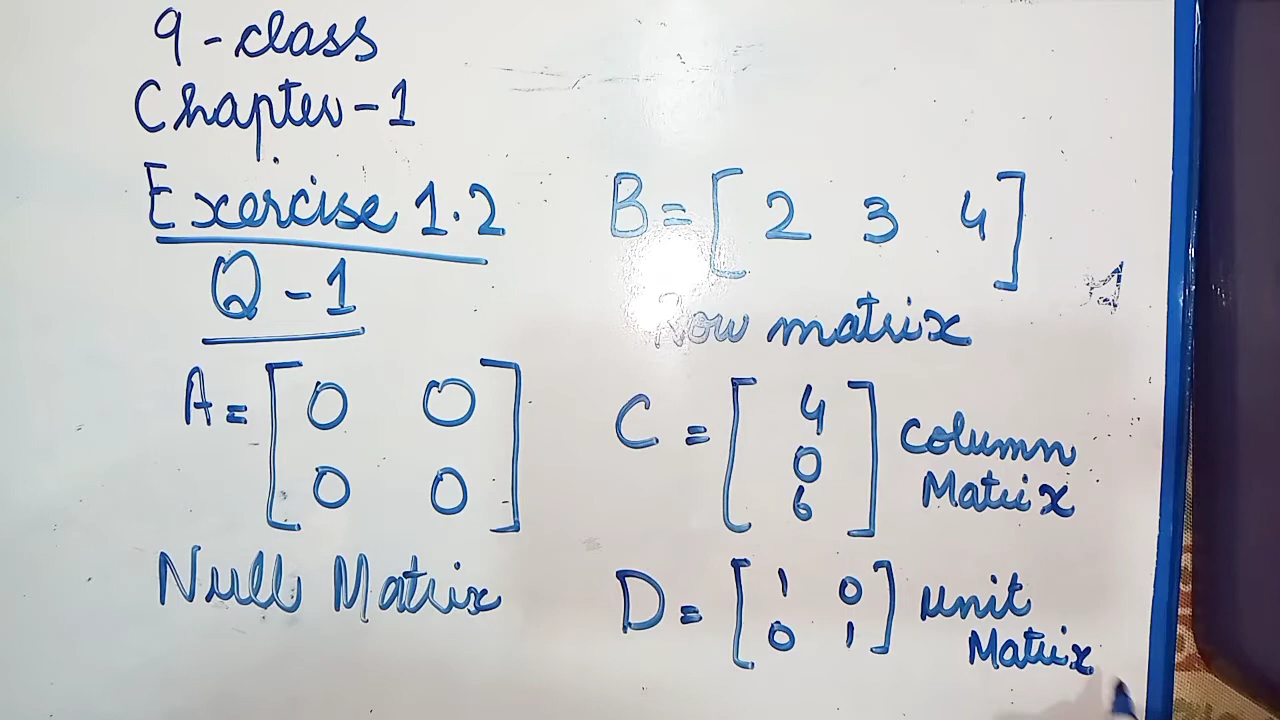 9-class
Chapter-1
Exercise 1.2
Q-1
A = [ 0 0
0 0 ]
Null Matrix
B = [ 2 3 4 ]
Row matrix
C = [ 4
0
6 ] column
Matrix
D = [ 1 0
0 1 ] unit
Matrix